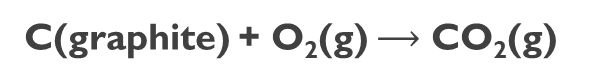 C(graphite) + O₂(g) ⟶ CO₂(g)